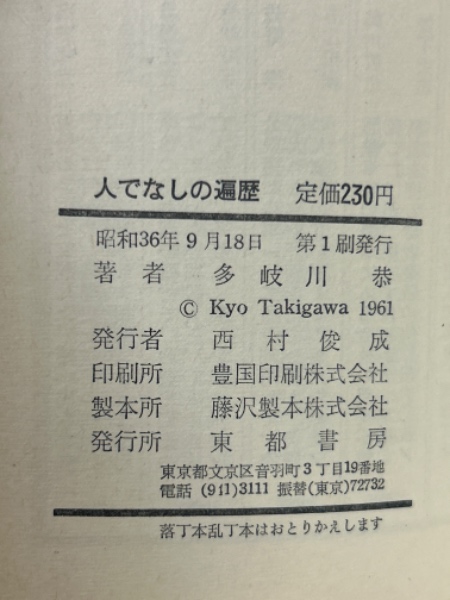 人でなしの遍歴 定価230円
昭和36年9月18日 第1刷発行
著者 多岐川恭
© Kyo Takigawa 1961
発行者 西村俊成
印刷所 豊国印刷株式会社
製本所 藤沢製本株式会社
発行所 東都書房
東京都文京区音羽町3丁目19番地
電話 (941)3111 振替(東京)72732
落丁本乱丁本はおとりかえします